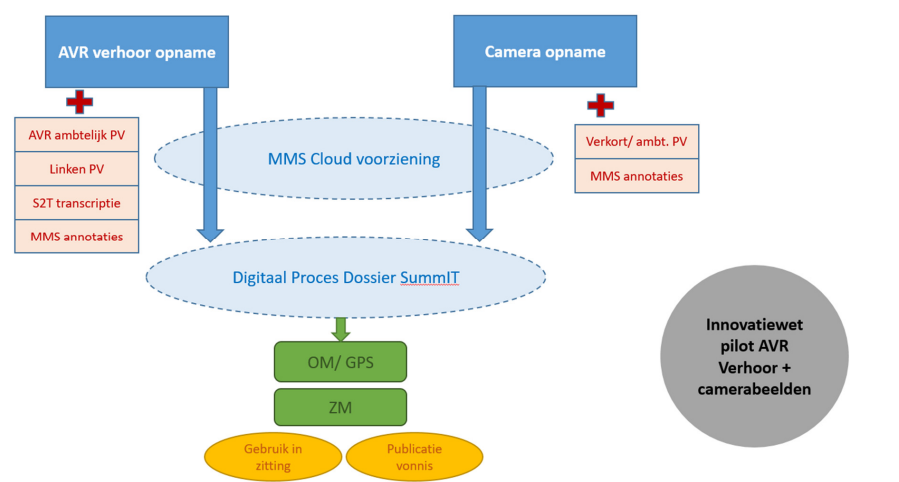 AVR verhoor opname
Camera opname
AVR ambtelijk PV
Linken PV
S2T transcriptie
MMS annotaties
MMS Cloud voorziening
Verkort/ ambt. PV
MMS annotaties
Digitaal Proces Dossier SummIT
OM/ GPS
ZM
Gebruik in
zitting
Publicatie
vonnis
Innovatiewet
pilot AVR
Verhoor +
camerabeelden